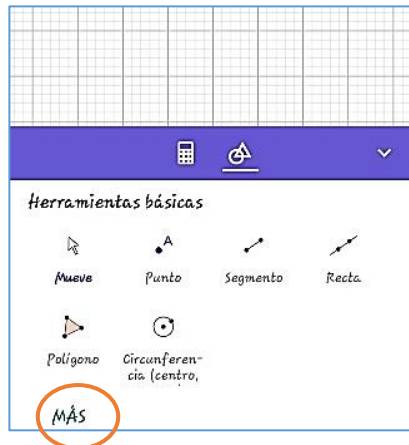 Herramientas básicas
A
Mueve Punto Segmento Recta
Polígono Circunferen-
cia (centro,
MÁS